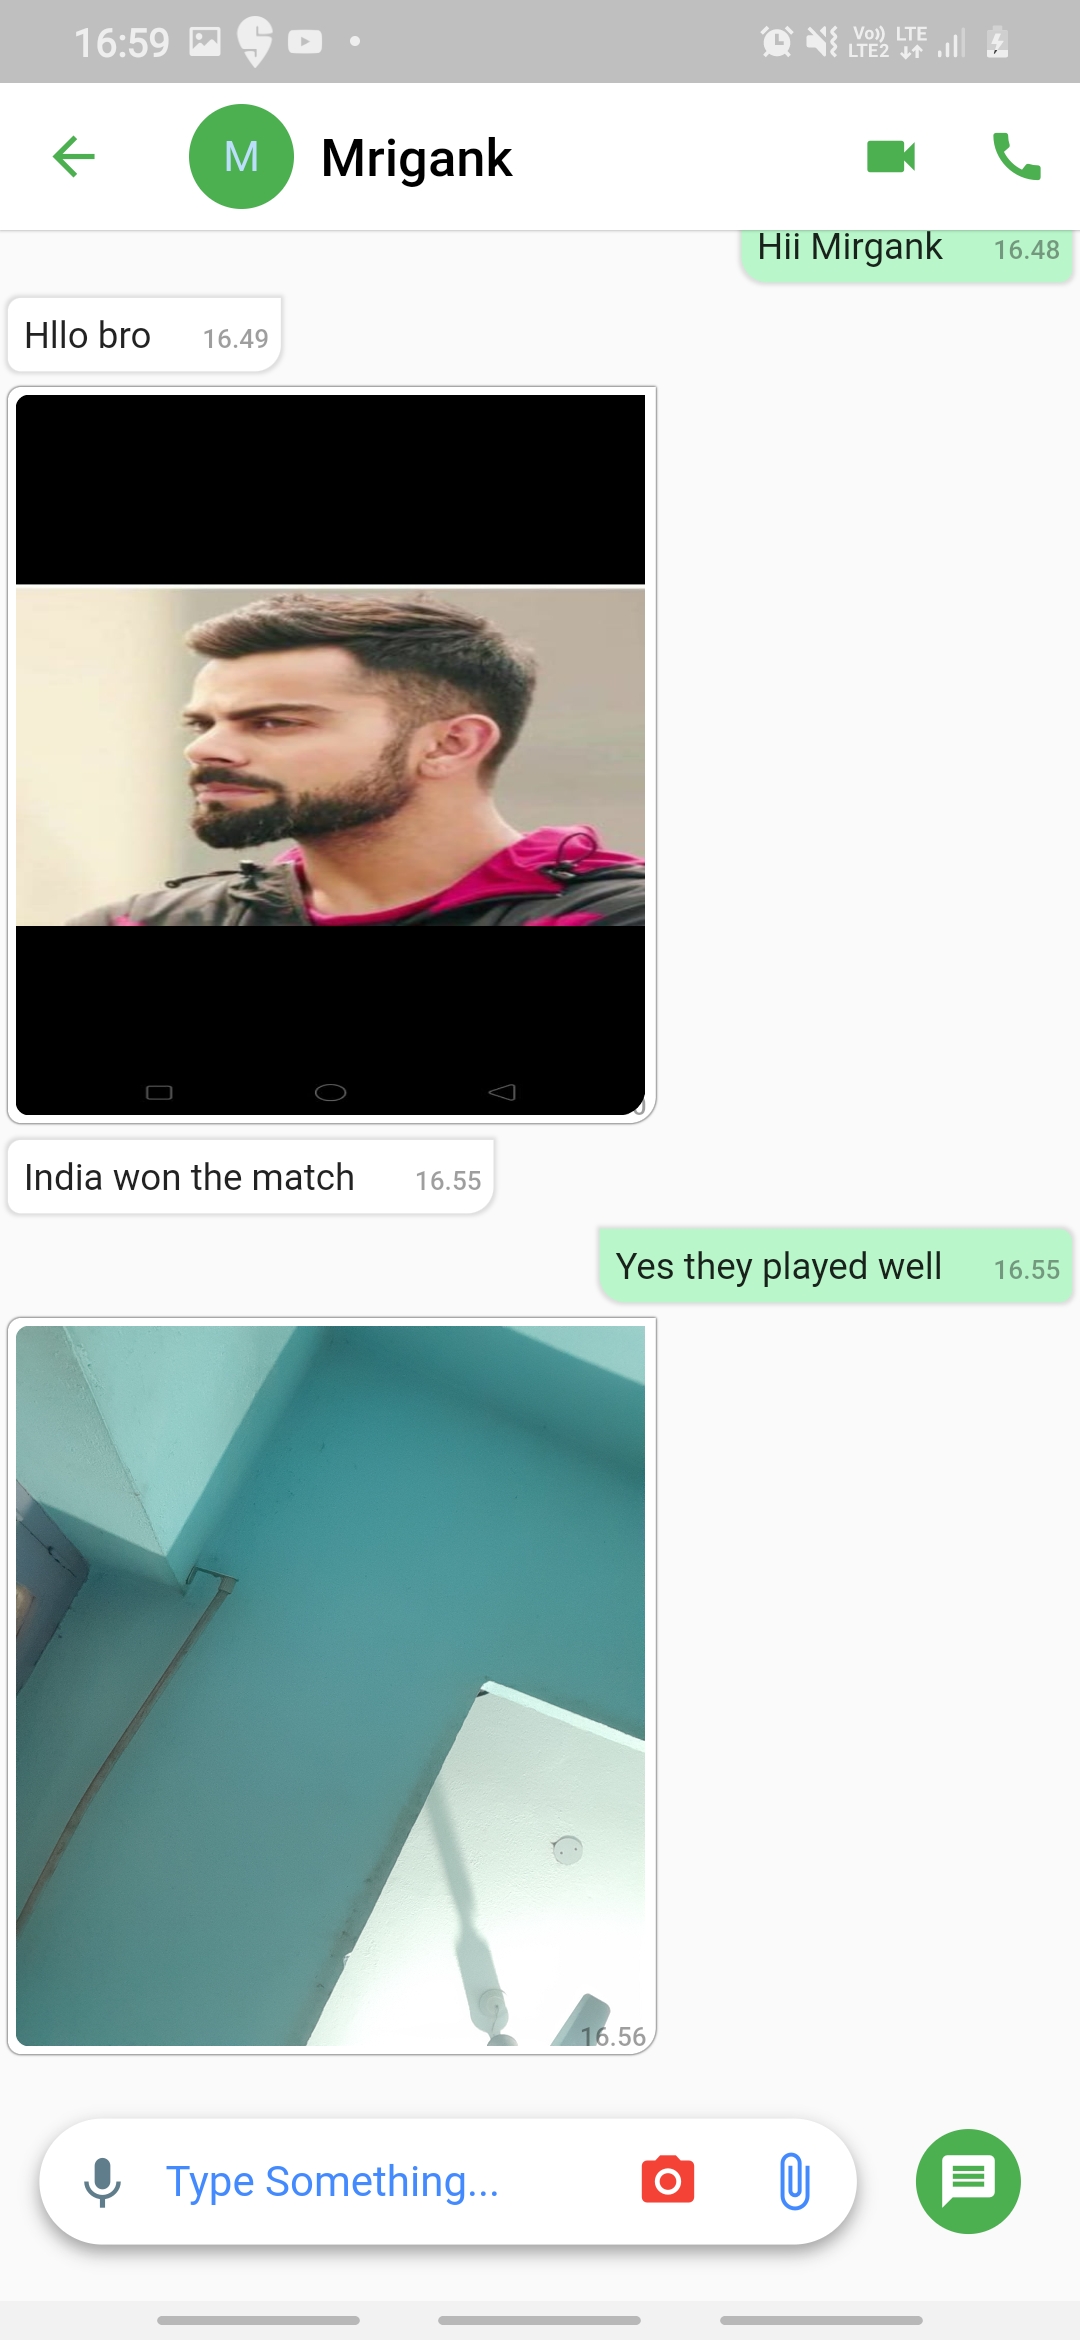 16:59
Vo)) LTE
LTE2
M Mrigank
Hii Mirgank 16.48
Hllo bro 16.49
India won the match 16.55
Yes they played well 16.55
16.56
Type Something...